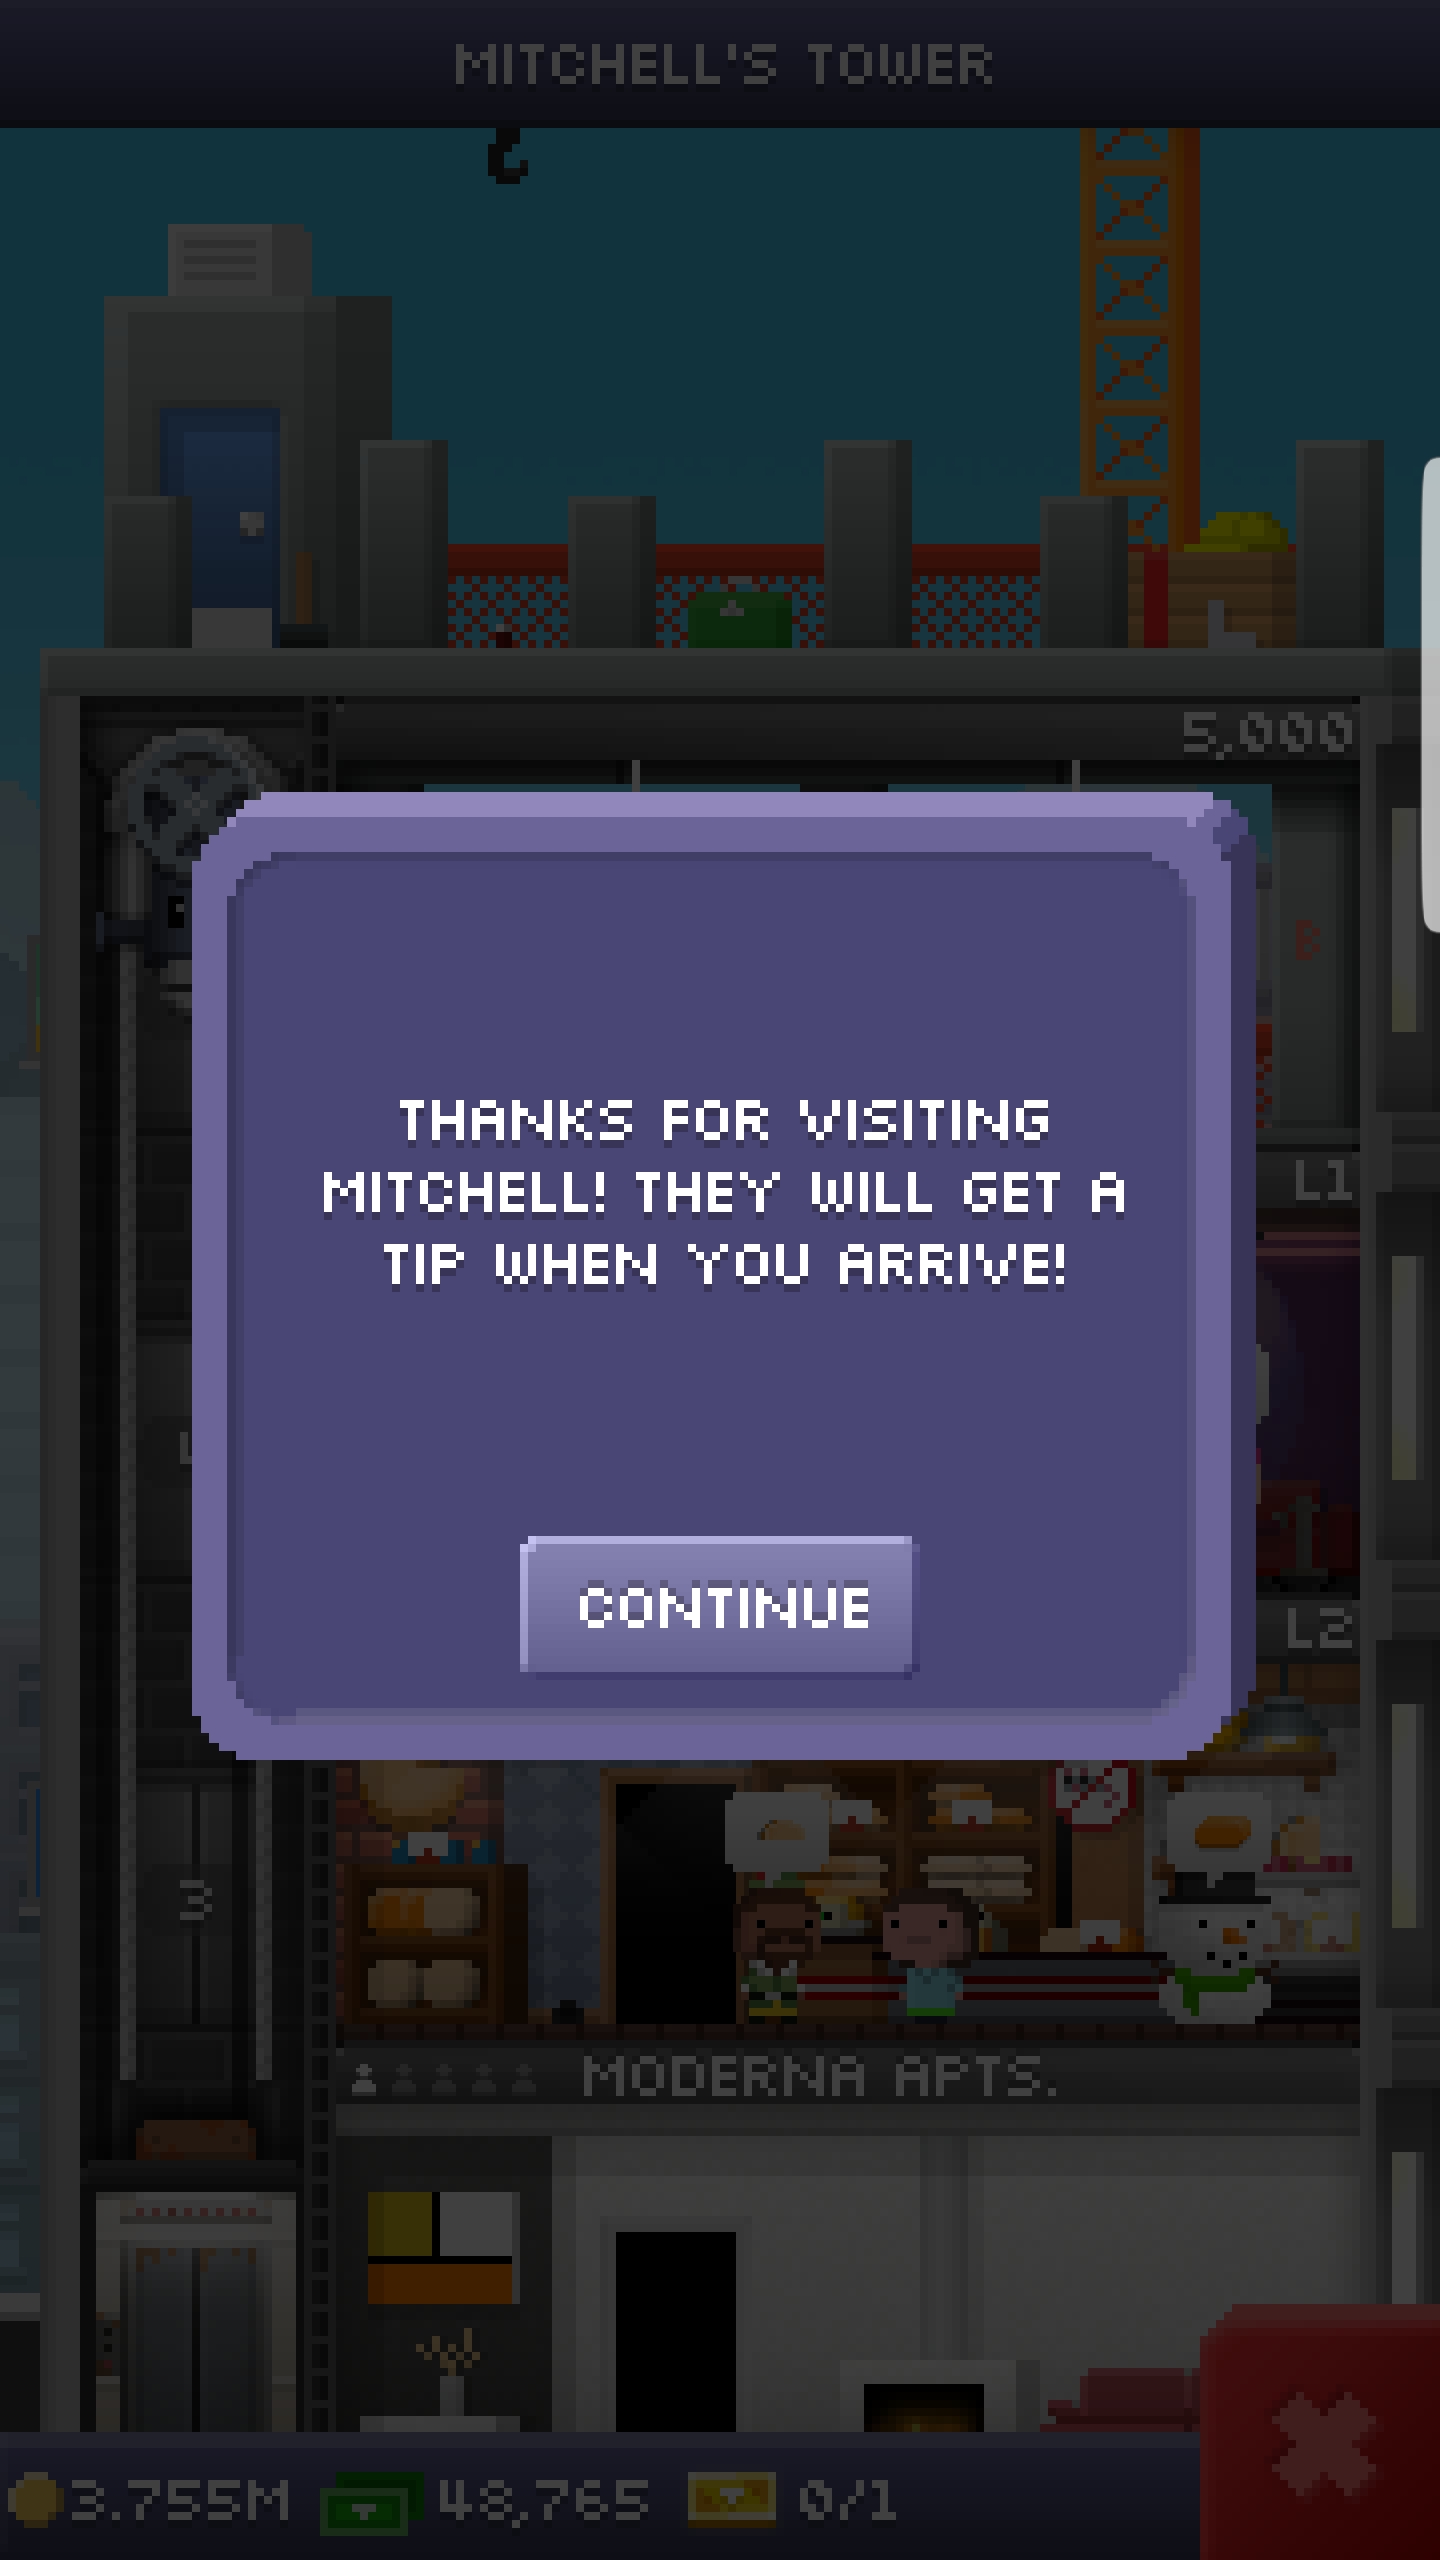 MITCHELL'S TOWER
5,000
B
L1
THANKS FOR VISITING
MITCHELL! THEY WILL GET A
TIP WHEN YOU ARRIVE!
CONTINUE
L2
3
MODERNA APTS.
3.755M 48,765 0/1